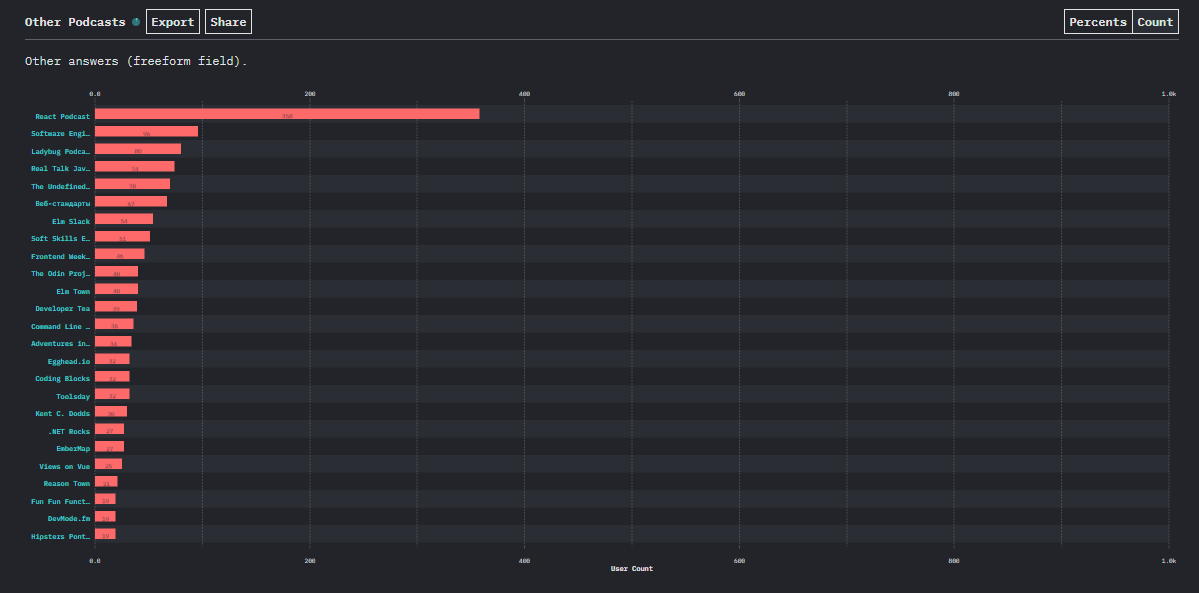 Other Podcasts
Export
Share
Percents
Count
Other answers (freeform field).
0.0 200 400 600 800 1.0k
React Podcast 358
Software Engi… 96
Ladybug Podca… 80
Real Talk Jav…
The Undefined… 70
Веб-стандарты 67
Elm Slack 54
Soft Skills E…
Frontend Week… 46
The Odin Proj… 40
Elm Town 40
Developer Tea 39
Command Line … 36
Adventures in… 34
Egghead.io 32
Coding Blocks 32
Toolsday 32
Kent C. Dodds 30
.NET Rocks 27
EmberMap 27
Views on Vue 25
Reason Town 21
Fun Fun Funct… 19
DevMode.fm 19
Hipsters Pont… 19
0.0 200 400 600 800 1.0k
User Count